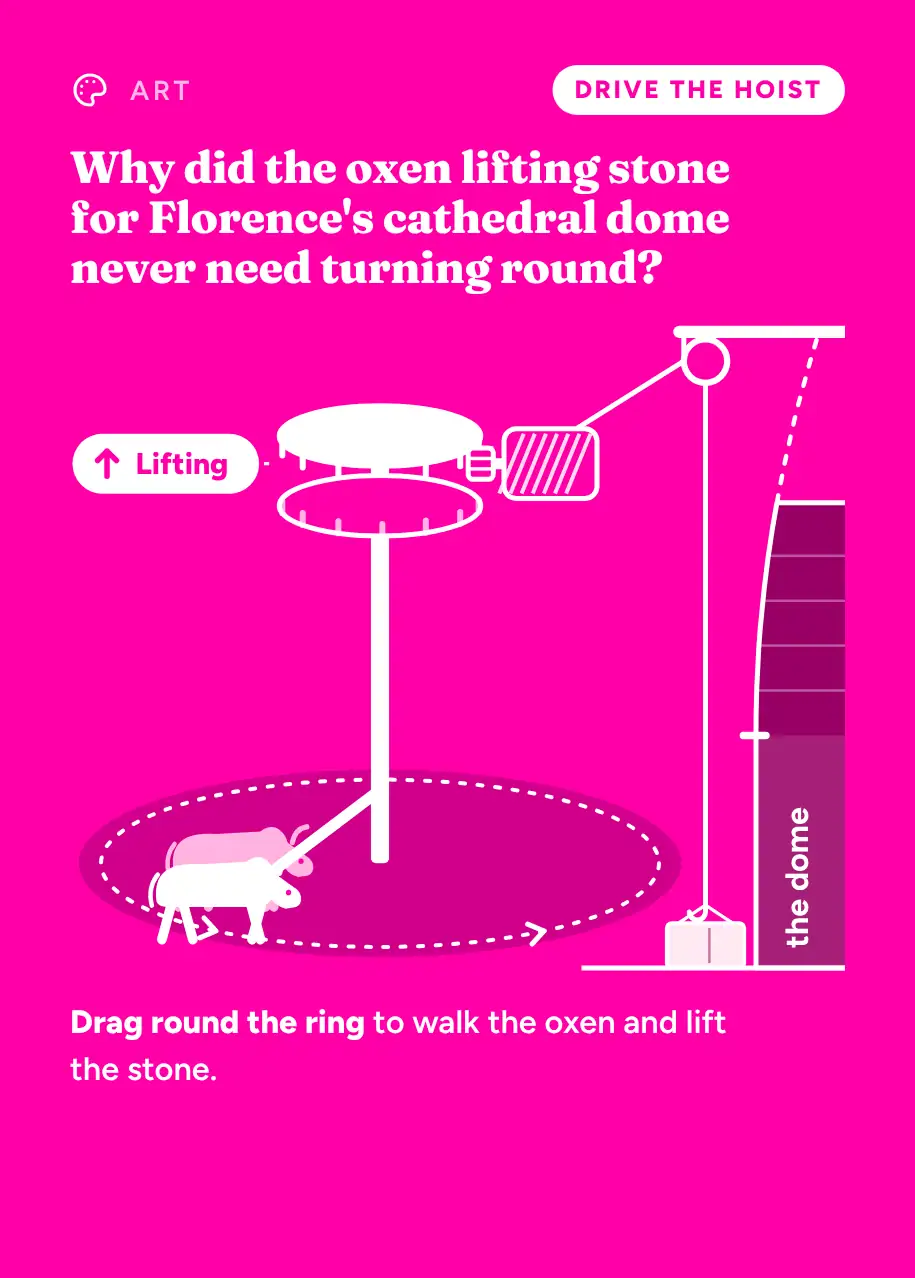 ART
DRIVE THE HOIST
Why did the oxen lifting stone
for Florence's cathedral dome
never need turning round?
Lifting
the dome
Drag round the ring to walk the oxen and lift
the stone.